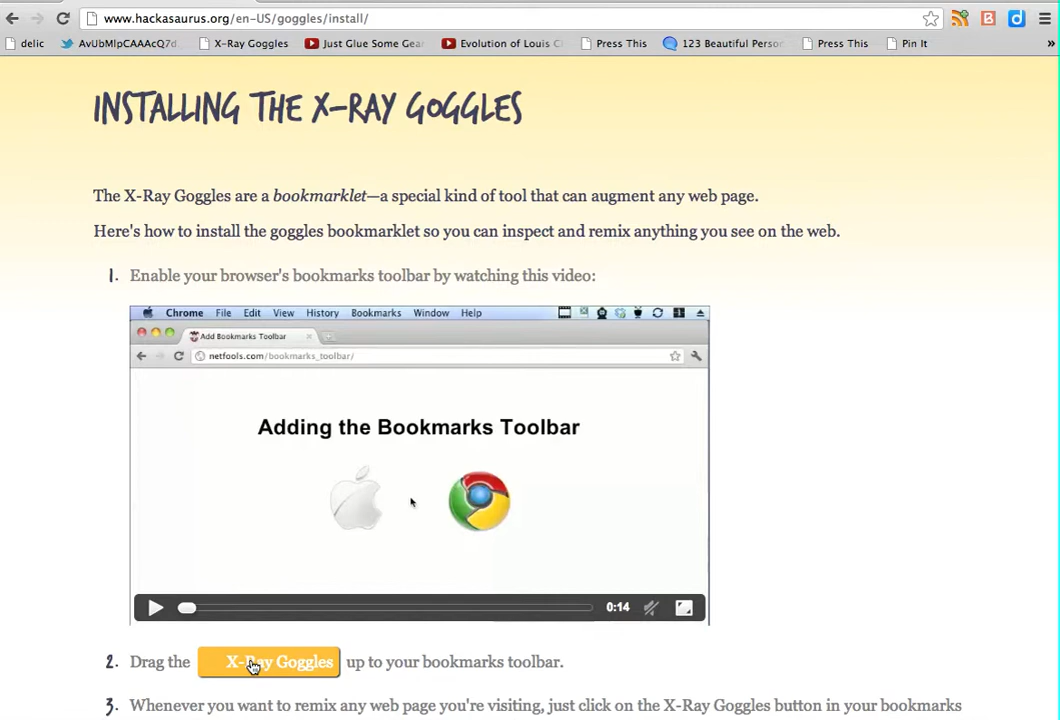 www.hackasaurus.org/en-US/goggles/install/
delic AvUbMlpCAAAcQ7d X-Ray Goggles Just Glue Some Gea Evolution of Louis C Press This 123 Beautiful Perso Press This Pin It »
INSTALLING THE X-RAY GOGGLES
The X-Ray Goggles are a bookmarklet—a special kind of tool that can augment any web page.
Here's how to install the goggles bookmarklet so you can inspect and remix anything you see on the web.
1. Enable your browser's bookmarks toolbar by watching this video:
Chrome File Edit View History Bookmarks Window Help
Add Bookmarks Toolbar
netfools.com/bookmarks_toolbar/
Adding the Bookmarks Toolbar
0:14
2. Drag the X-Ray Goggles up to your bookmarks toolbar.
3. Whenever you want to remix any web page you're visiting, just click on the X-Ray Goggles button in your bookmarks